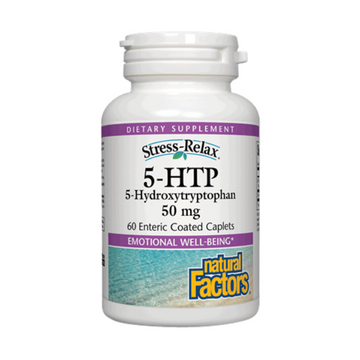 DIETARY SUPPLEMENT
Stress-Relax®
5-HTP
5-Hydroxytryptophan
50 mg
60 Enteric Coated Caplets
EMOTIONAL WELL-BEING*
natural
Factors®